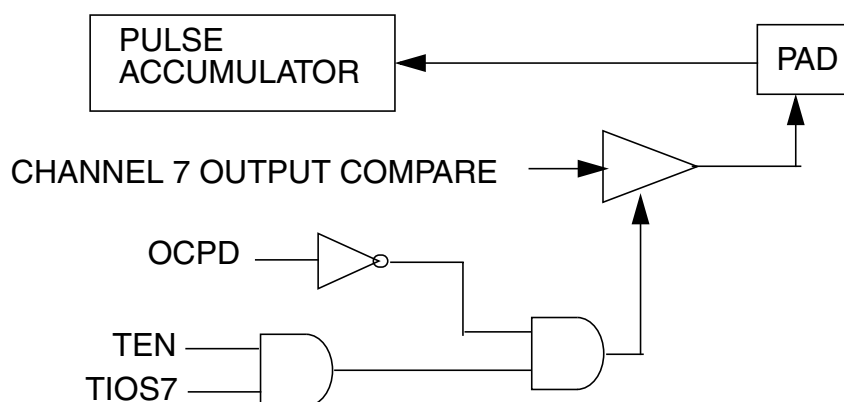 PULSE
ACCUMULATOR
PAD
CHANNEL 7 OUTPUT COMPARE
OCPD
TEN
TIOS7